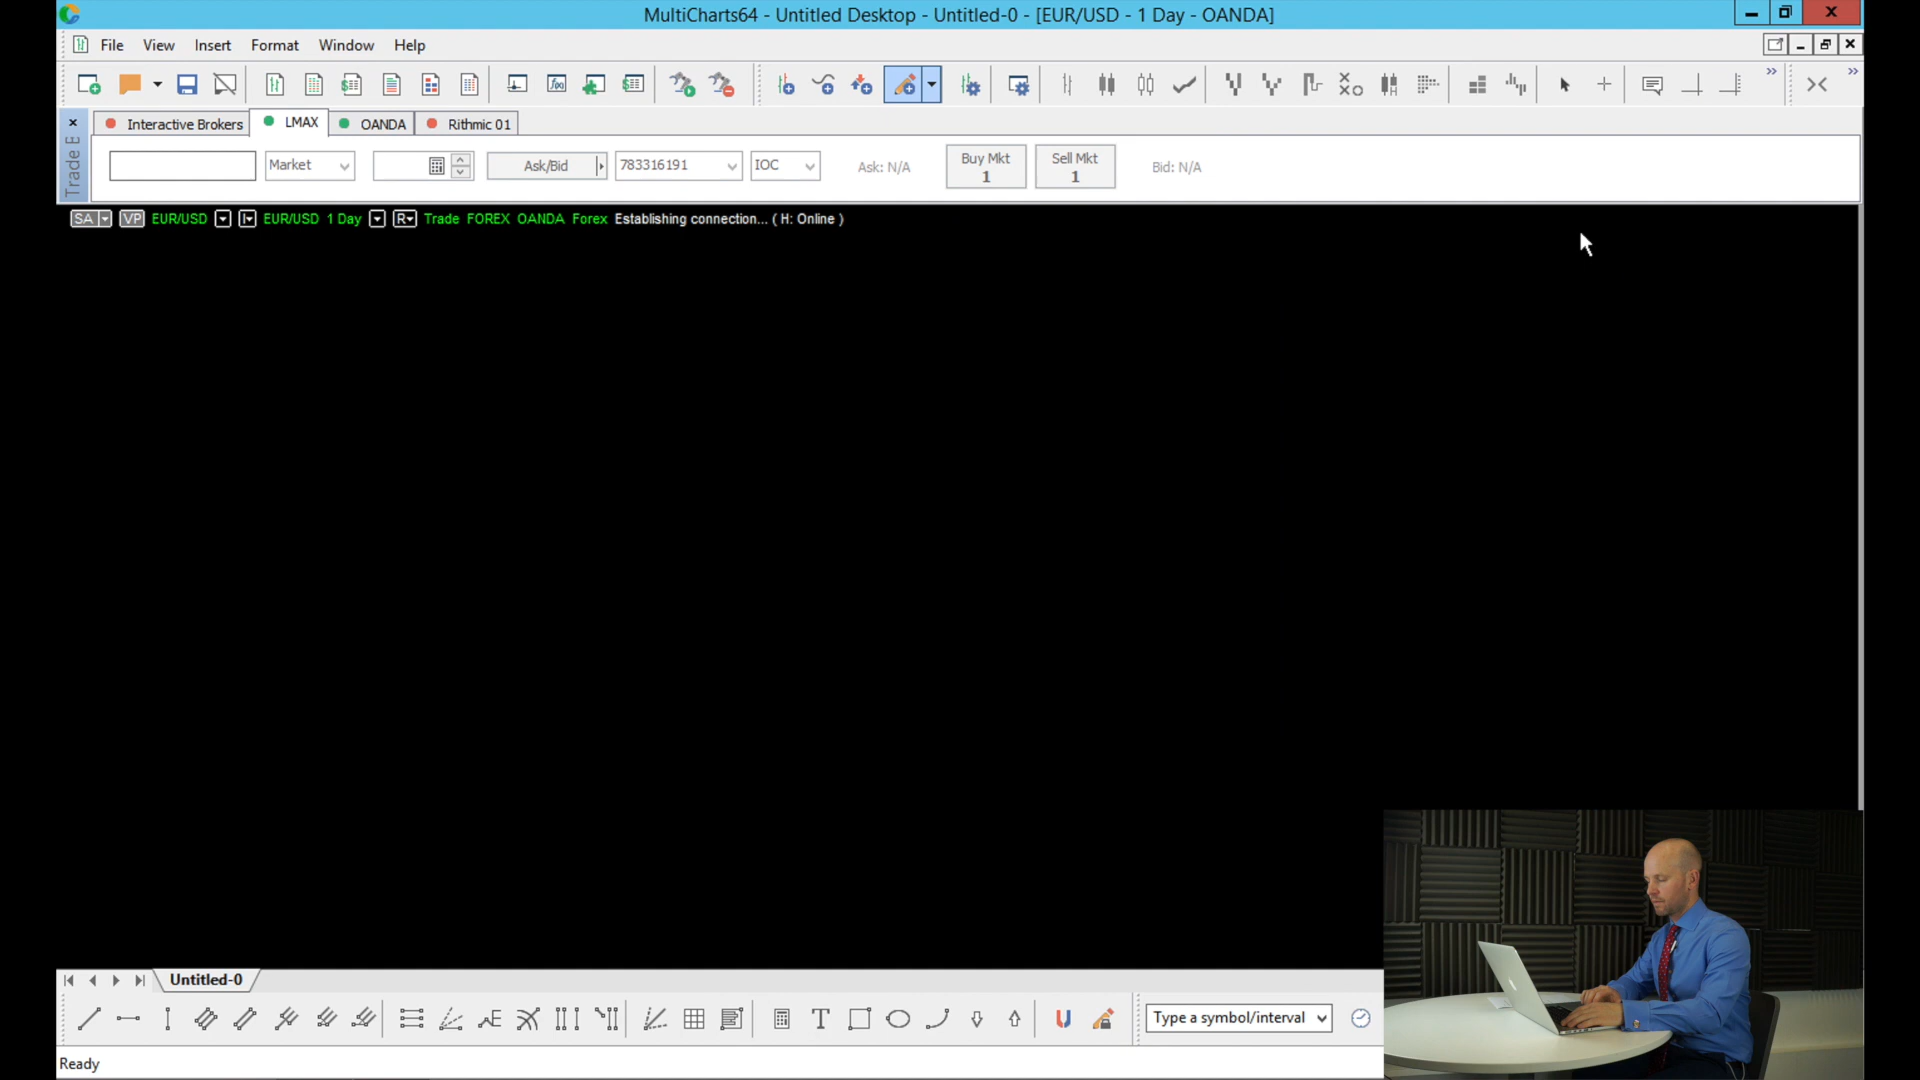 MultiCharts64 - Untitled Desktop - Untitled-0 - [EUR/USD - 1 Day - OANDA]
File View Insert Format Window Help
Interactive Brokers LMAX OANDA Rithmic 01
Trade B
Market Ask/Bid 783316191 IOC Ask: N/A Buy Mkt 1 Sell Mkt 1 Bid: N/A
SA VP EUR/USD I EUR/USD 1 Day R Trade FOREX OANDA Forex Establishing connection... ( H: Online )
Untitled-0
Type a symbol/interval
Ready